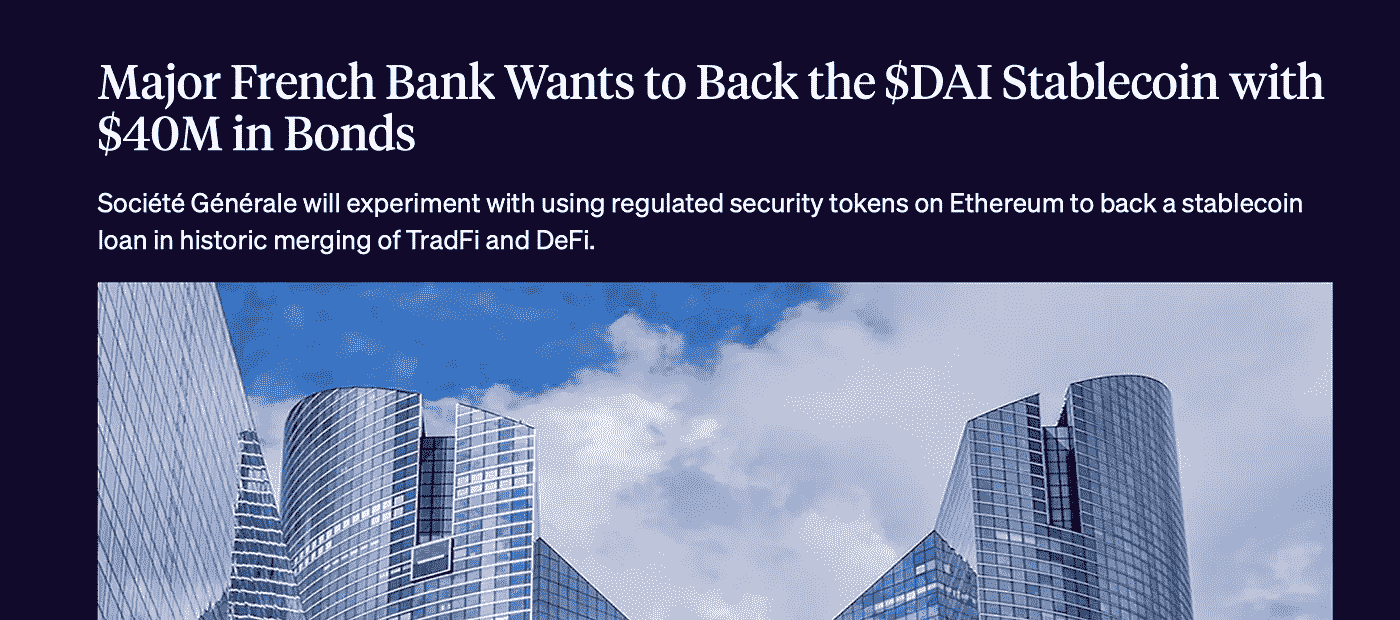 Major French Bank Wants to Back the $DAI Stablecoin with
$40M in Bonds
Société Générale will experiment with using regulated security tokens on Ethereum to back a stablecoin
loan in historic merging of TradFi and DeFi.